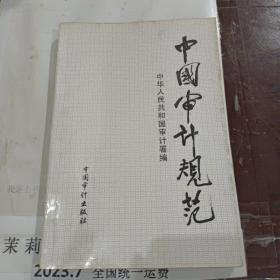 中國审计规范
中华人民共和国审计署编
中国审计出版社
茉莉
2023.7 全国统一运费